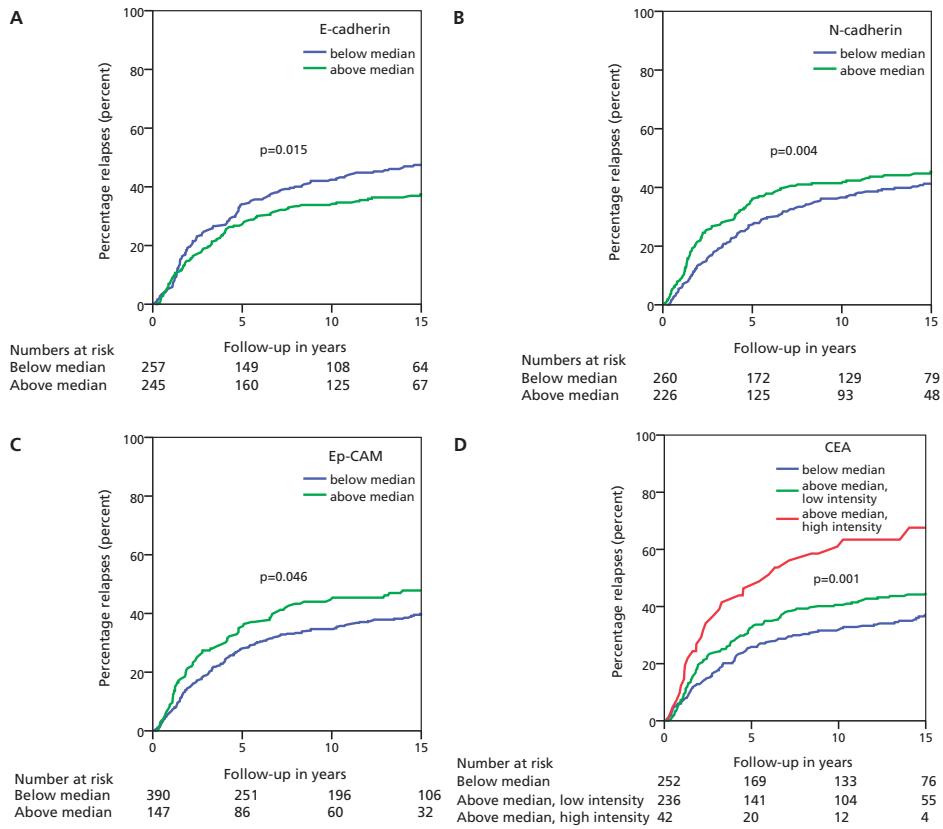 A
E-cadherin
below median
above median
p=0.015
Percentage relapses (percent)
100
80
60
40
20
0
0 5 10 15
Follow-up in years
Numbers at risk
Below median 257 149 108 64
Above median 245 160 125 67
B
N-cadherin
below median
above median
p=0.004
Percentage relapses (percent)
100
80
60
40
20
0
0 5 10 15
Follow-up in years
Numbers at risk
Below median 260 172 129 79
Above median 226 125 93 48
C
Ep-CAM
below median
above median
p=0.046
Percentage relapses (percent)
100
80
60
40
20
0
0 5 10 15
Follow-up in years
Number at risk
Below median 390 251 196 106
Above median 147 86 60 32
D
CEA
below median
above median,
low intensity
above median,
high intensity
p=0.001
Percentage relapses (percent)
100
80
60
40
20
0
0 5 10 15
Follow-up in years
Number at risk
Below median 252 169 133 76
Above median, low intensity 236 141 104 55
Above median, high intensity 42 20 12 4